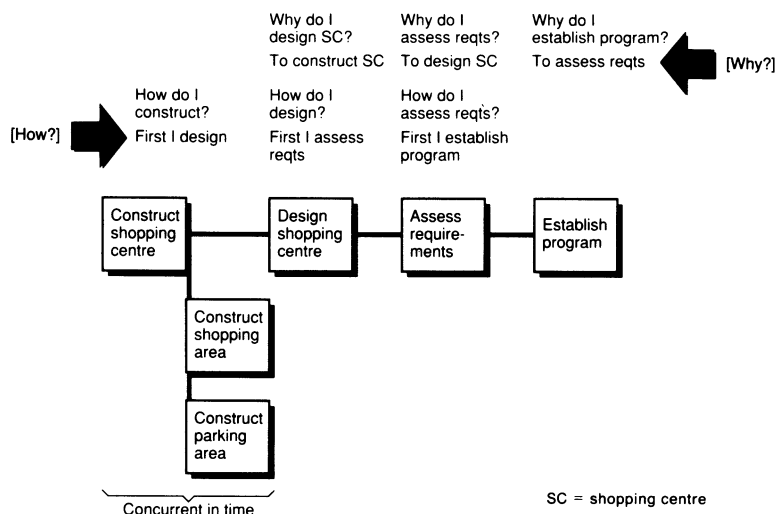 Why do I
design SC?
To construct SC
Why do I
assess reqts?
To design SC
Why do I
establish program?
To assess reqts
[Why?]
[How?]
How do I
construct?
First I design
How do I
design?
First I assess
reqts
How do I
assess reqts?
First I establish
program
Construct
shopping
centre
Design
shopping
centre
Assess
require-
ments
Establish
program
Construct
shopping
area
Construct
parking
area
Concurrent in time
SC = shopping centre